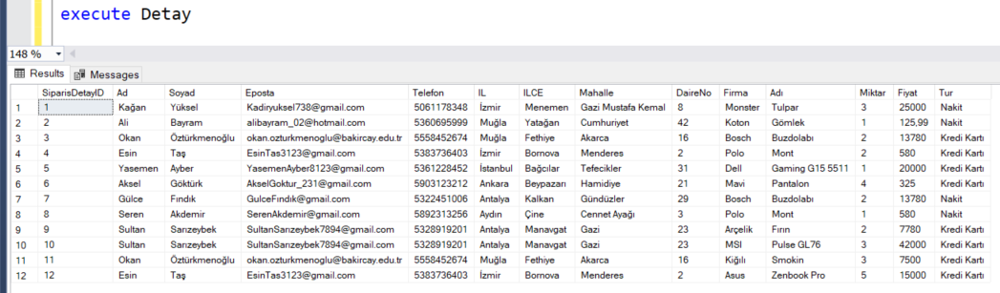 execute Detay
148 %
Results Messages
SiparisDetayID Ad Soyad Eposta Telefon IL ILCE Mahalle DaireNo Firma Adı Miktar Fiyat Tur
1 1 Kağan Yüksel Kadiryuksel738@gmail.com 5061178348 İzmir Menemen Gazi Mustafa Kemal 8 Monster Tulpar 3 25000 Nakit
2 2 Ali Bayram alibayram_02@hotmail.com 5360695999 Muğla Yatağan Cumhuriyet 42 Koton Gömlek 1 125,99 Nakit
3 3 Okan Öztürkmenoğlu okan.ozturkmenoglu@bakircay.edu.tr 5558452674 Muğla Fethiye Akarca 16 Bosch Buzdolabı 2 13780 Kredi Kartı
4 4 Esin Taş EsinTas3123@gmail.com 5383736403 İzmir Bornova Menderes 2 Polo Mont 2 580 Kredi Kartı
5 5 Yasemen Ayber YasemenAyber8123@gmail.com 5361228452 İstanbul Bağcılar Tefecikler 31 Dell Gaming G15 5511 1 20000 Kredi Kartı
6 6 Aksel Göktürk AkselGoktur_231@gmail.com 5903123212 Ankara Beypazarı Hamidiye 21 Mavi Pantalon 4 325 Kredi Kartı
7 7 Gülce Fındık GulceFındık@gmail.com 5322451006 Antalya Kalkan Gündüzler 29 Bosch Buzdolabı 2 13780 Nakit
8 8 Seren Akdemir SerenAkdemir@gmail.com 5892313256 Aydın Çine Cennet Ayağı 3 Polo Mont 1 580 Nakit
9 9 Sultan Sarızeybek SultanSarızeybek7894@gmail.com 5328919201 Antalya Manavgat Gazi 23 Arçelik Fırın 2 7780 Kredi Kartı
10 10 Sultan Sarızeybek SultanSarızeybek7894@gmail.com 5328919201 Antalya Manavgat Gazi 23 MSI Pulse GL76 3 42000 Kredi Kartı
11 11 Okan Öztürkmenoğlu okan.ozturkmenoglu@bakircay.edu.tr 5558452674 Muğla Fethiye Akarca 16 Kığılı Smokin 3 7500 Kredi Kartı
12 12 Esin Taş EsinTas3123@gmail.com 5383736403 İzmir Bornova Menderes 2 Asus Zenbook Pro 5 15000 Kredi Kartı